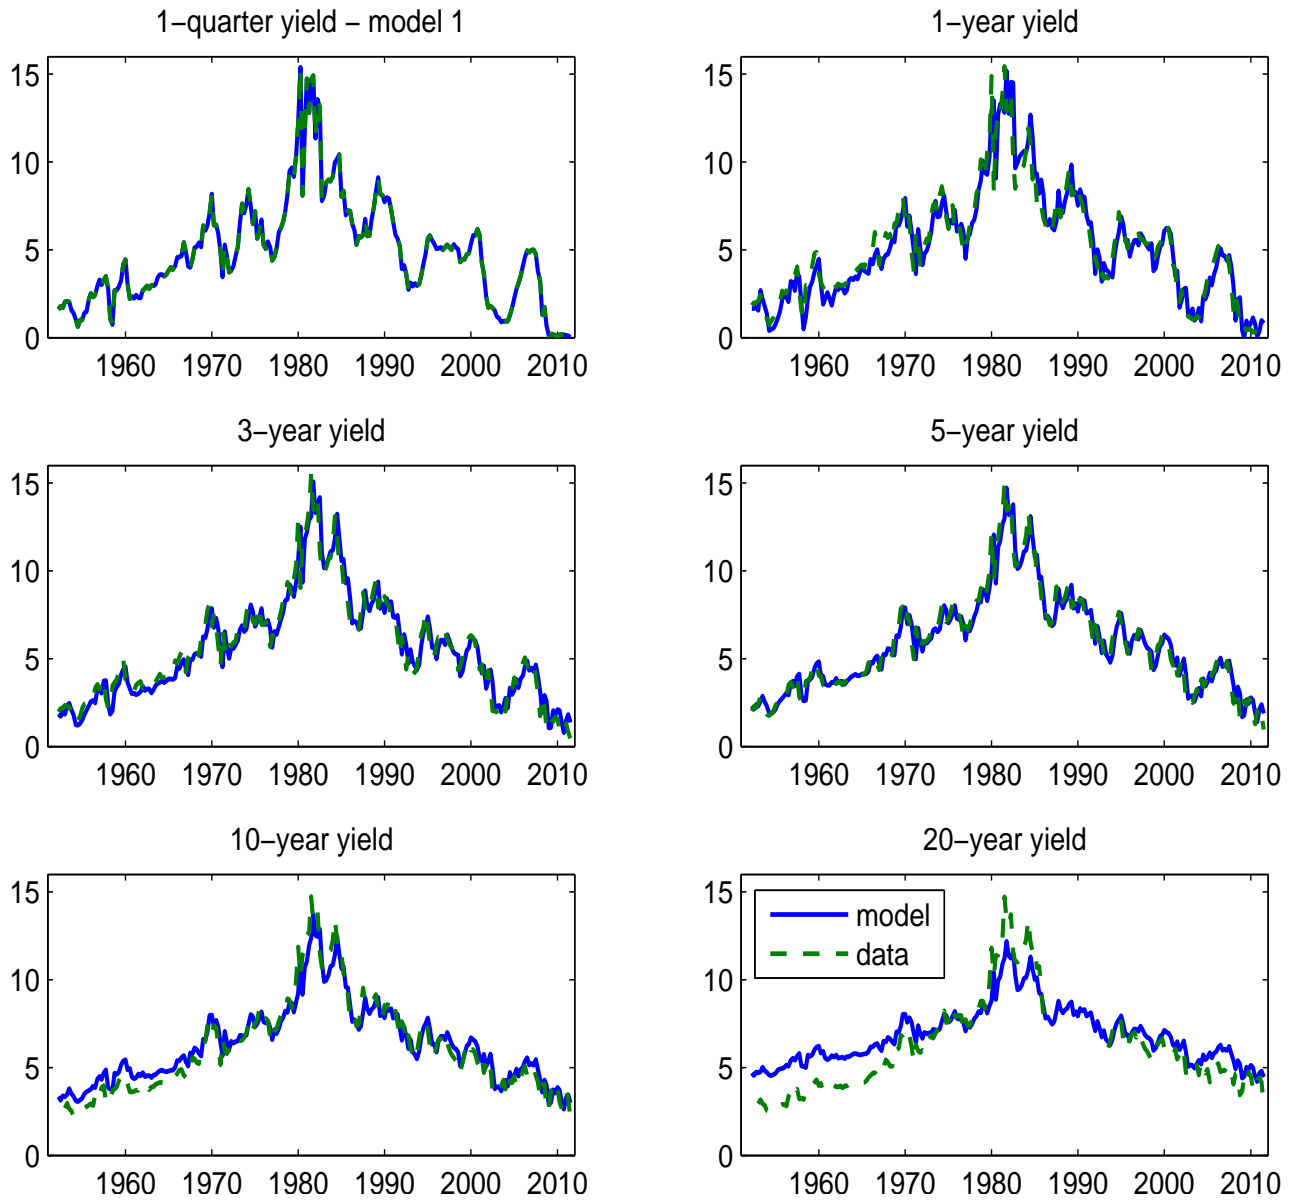 1−quarter yield − model 1
15
10
5
0
1960 1970 1980 1990 2000 2010
1−year yield
15
10
5
0
1960 1970 1980 1990 2000 2010
3−year yield
15
10
5
0
1960 1970 1980 1990 2000 2010
5−year yield
15
10
5
0
1960 1970 1980 1990 2000 2010
10−year yield
15
10
5
0
1960 1970 1980 1990 2000 2010
20−year yield
15
10
5
0
model
data
1960 1970 1980 1990 2000 2010